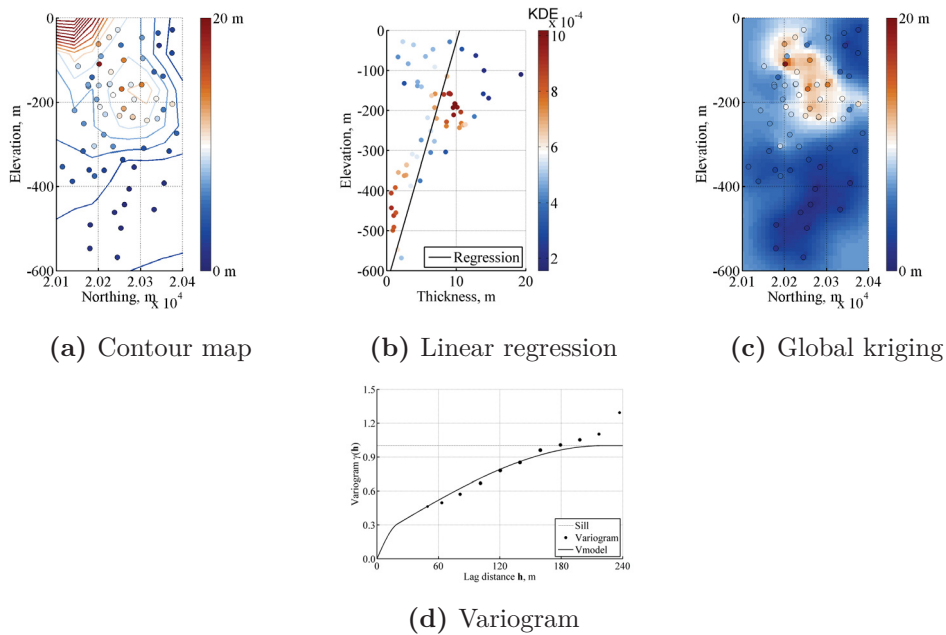 0
-200
-400
-600
Elevation, m
2.01 2.02 2.03 2.04
Northing, m x 10^4
20 m
0 m
(a) Contour map
0
-100
-200
-300
-400
-500
-600
Elevation, m
0 10 20
Thickness, m
Regression
KDE x 10^-4
10
8
6
4
2
(b) Linear regression
0
-200
-400
-600
Elevation, m
2.01 2.02 2.03 2.04
Northing, m x 10^4
20 m
0 m
(c) Global kriging
1.5
1.2
0.9
0.6
0.3
0
Variogram γ(h)
0 60 120 180 240
Lag distance h, m
Sill
Variogram
Vmodel
(d) Variogram